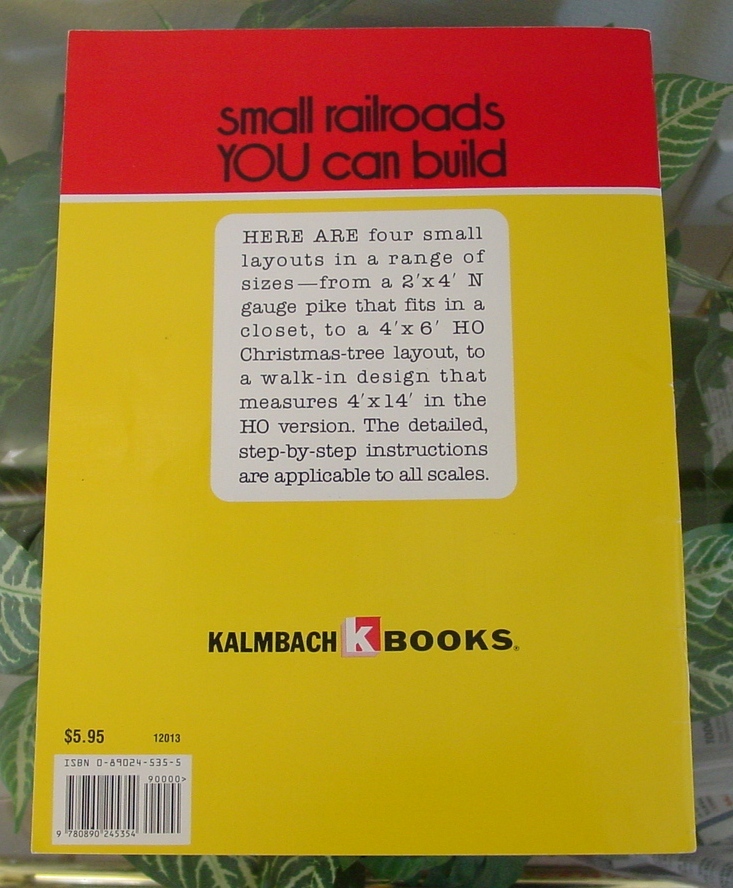 small railroads
YOU can build
HERE ARE four small
layouts in a range of
sizes—from a 2'x4' N
gauge pike that fits in a
closet, to a 4'x6' HO
Christmas-tree layout, to
a walk-in design that
measures 4'x14' in the
HO version. The detailed,
step-by-step instructions
are applicable to all scales.
KALMBACH k BOOKS®
$5.95 12013
ISBN 0-89024-535-5
90000>
9 780890 245354